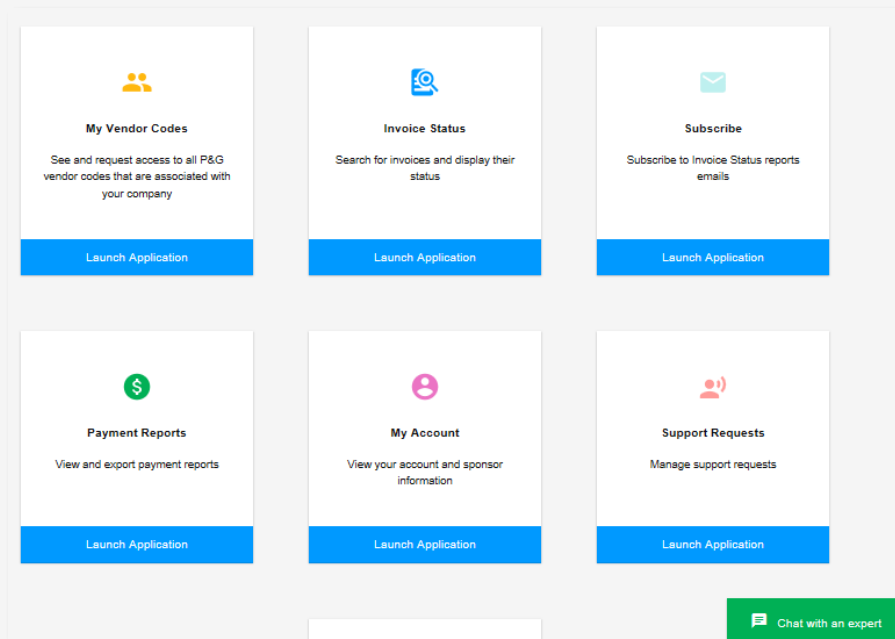 My Vendor Codes
See and request access to all P&G
vendor codes that are associated with
your company
Launch Application
Invoice Status
Search for invoices and display their
status
Launch Application
Subscribe
Subscribe to Invoice Status reports
emails
Launch Application
$
Payment Reports
View and export payment reports
Launch Application
My Account
View your account and sponsor
information
Launch Application
Support Requests
Manage support requests
Launch Application
Chat with an expert